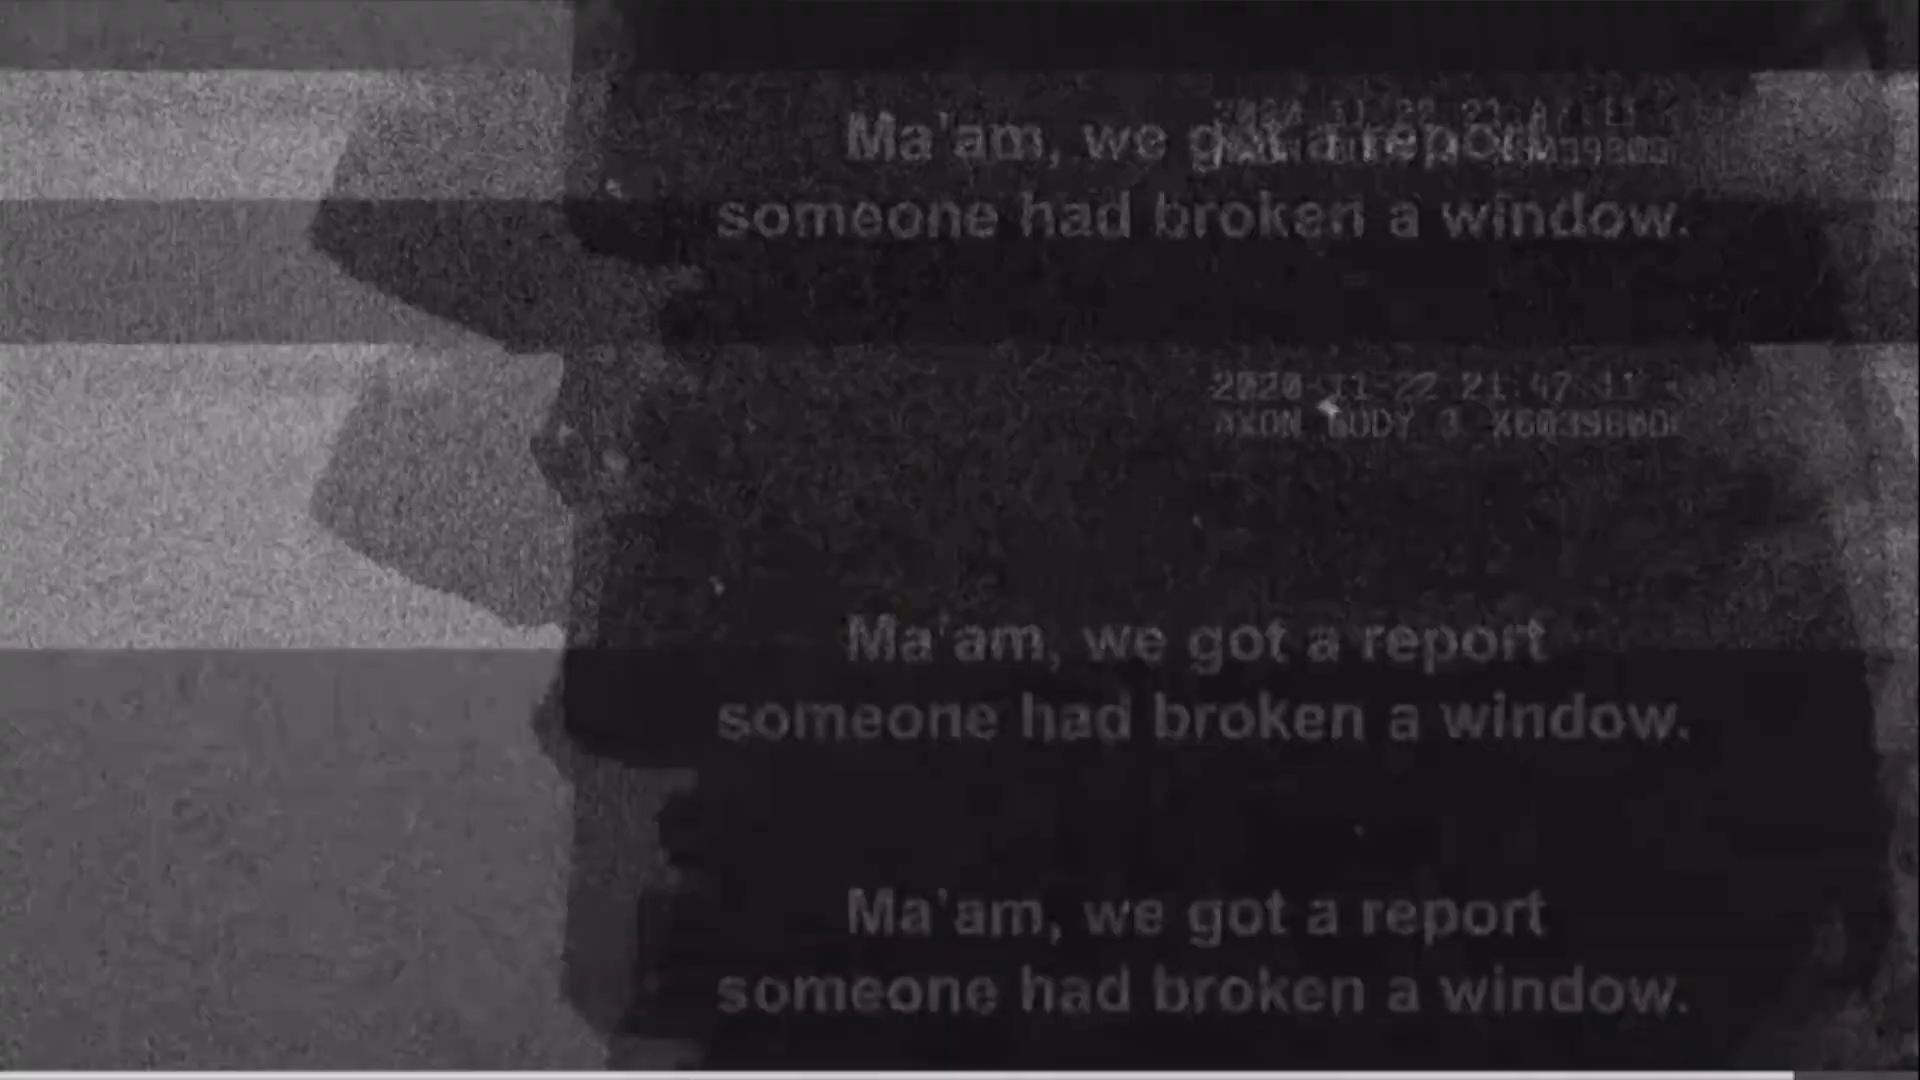 Ma'am, we got a report
someone had broken a window.
2020-11-22 21:47:11
AXON BODY 3
Ma'am, we got a report
someone had broken a window.
Ma'am, we got a report
someone had broken a window.